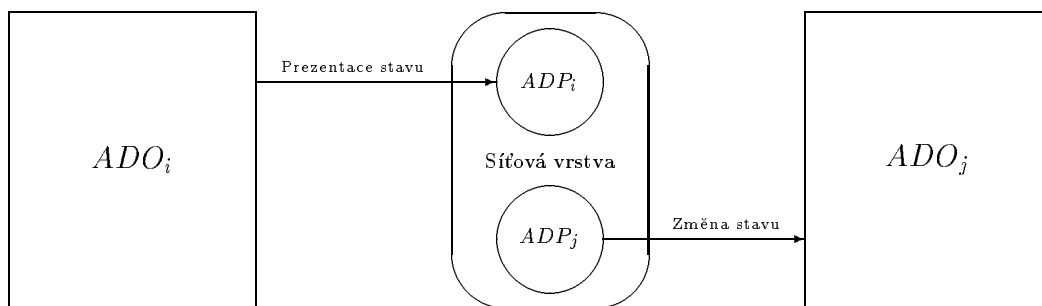 Prezentace stavu
ADP_i
ADO_i
Síťová vrstva
ADO_j
Změna stavu
ADP_j